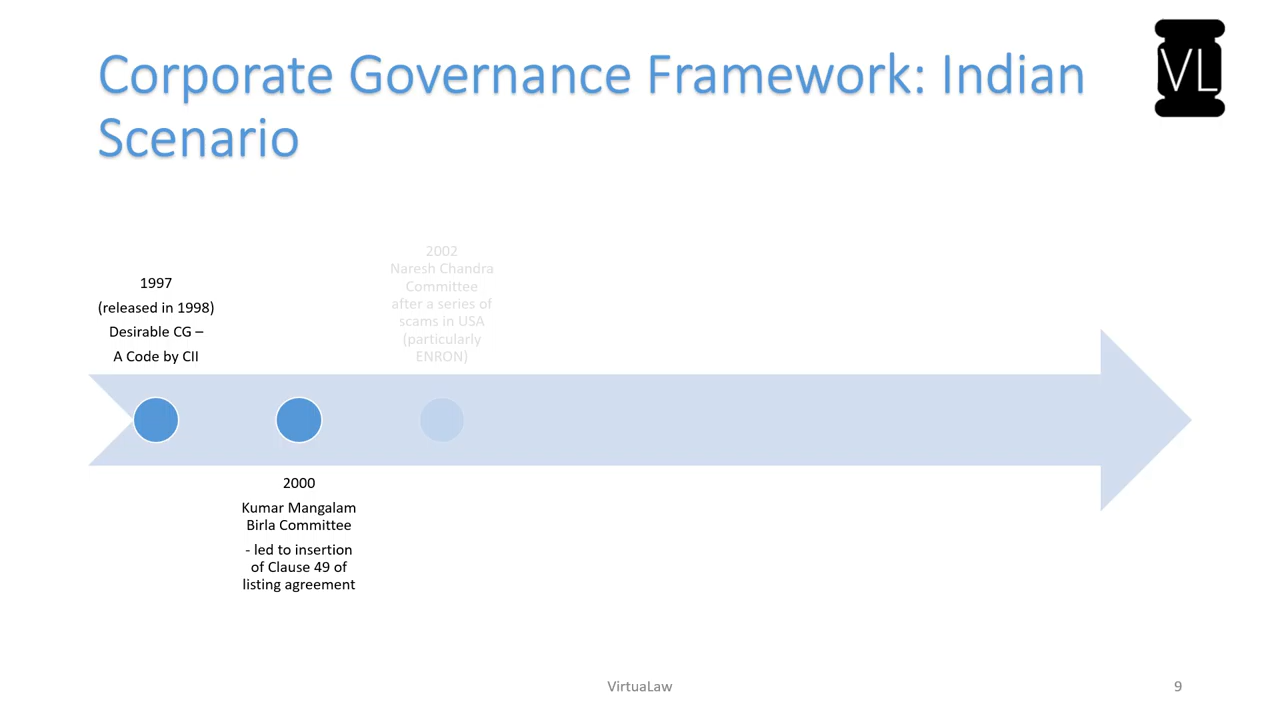 Corporate Governance Framework: Indian
Scenario
VL
1997
(released in 1998)
Desirable CG –
A Code by CII
2000
Kumar Mangalam
Birla Committee
- led to insertion
of Clause 49 of
listing agreement
2002
Naresh Chandra
Committee
after a series of
scams in USA
(particularly
ENRON)
VirtuaLaw
9